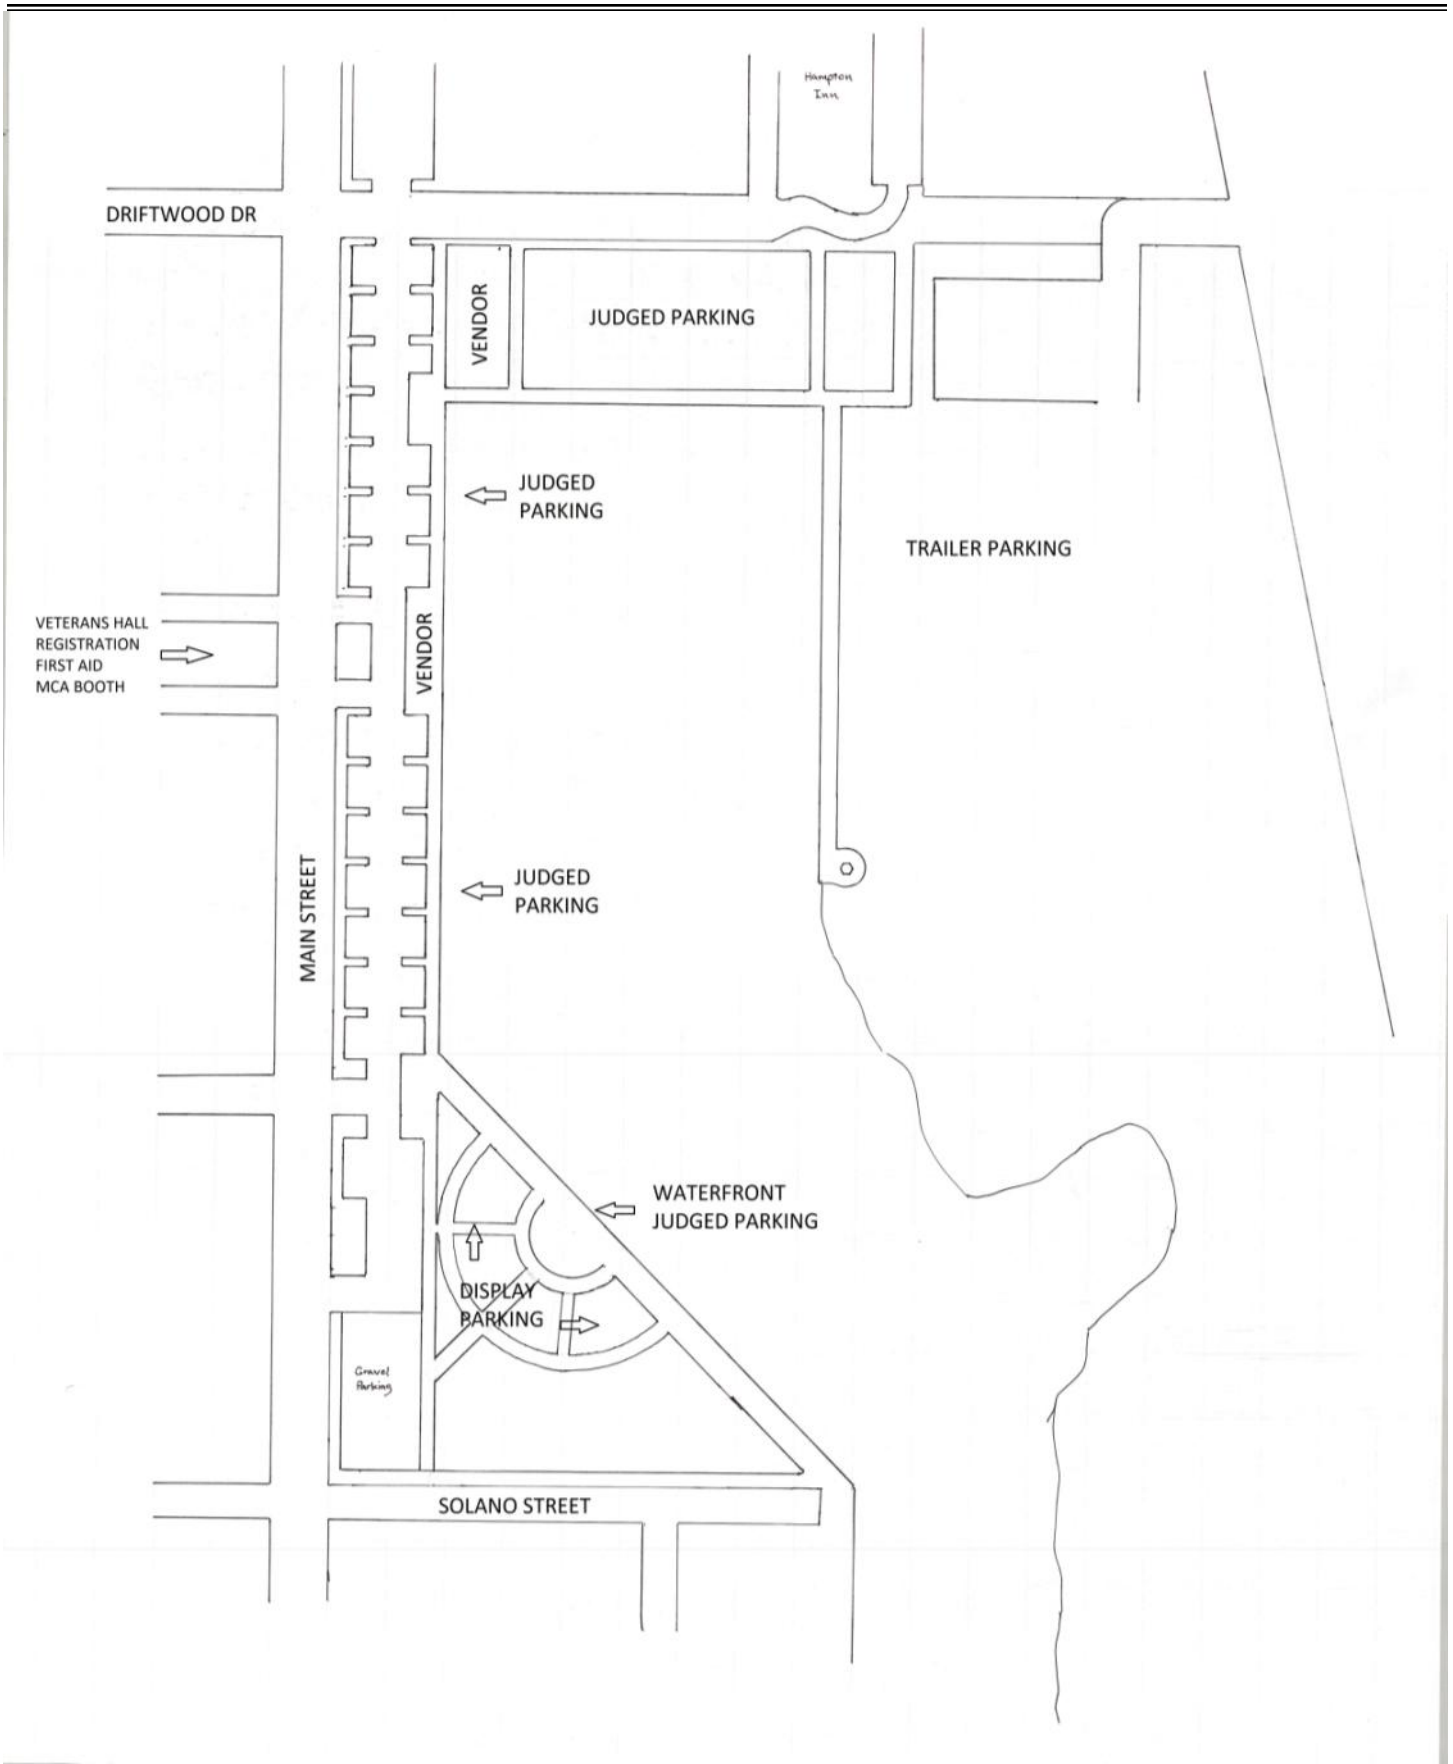 Hampton
Inn
DRIFTWOOD DR
VENDOR
JUDGED PARKING
JUDGED
PARKING
TRAILER PARKING
VETERANS HALL
REGISTRATION
FIRST AID
MCA BOOTH
VENDOR
MAIN STREET
JUDGED
PARKING
WATERFRONT
JUDGED PARKING
DISPLAY
PARKING
Gravel
Parking
SOLANO STREET